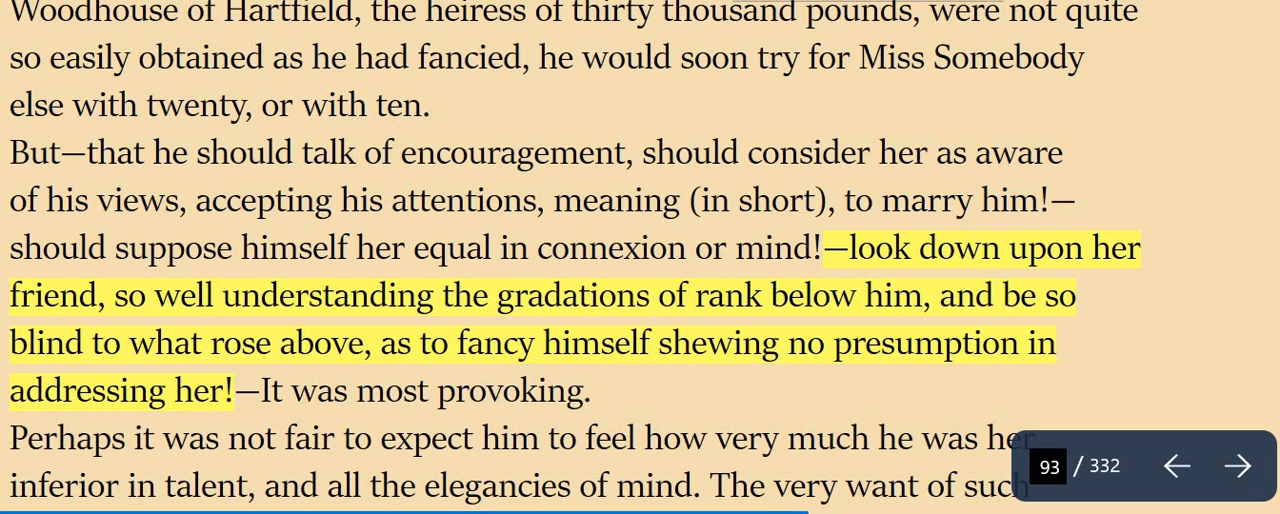 Woodhouse of Hartfield, the heiress of thirty thousand pounds, were not quite
so easily obtained as he had fancied, he would soon try for Miss Somebody
else with twenty, or with ten.
But—that he should talk of encouragement, should consider her as aware
of his views, accepting his attentions, meaning (in short), to marry him!—
should suppose himself her equal in connexion or mind!—look down upon her
friend, so well understanding the gradations of rank below him, and be so
blind to what rose above, as to fancy himself shewing no presumption in
addressing her!—It was most provoking.
Perhaps it was not fair to expect him to feel how very much he was her
inferior in talent, and all the elegancies of mind. The very want of such
93 / 332